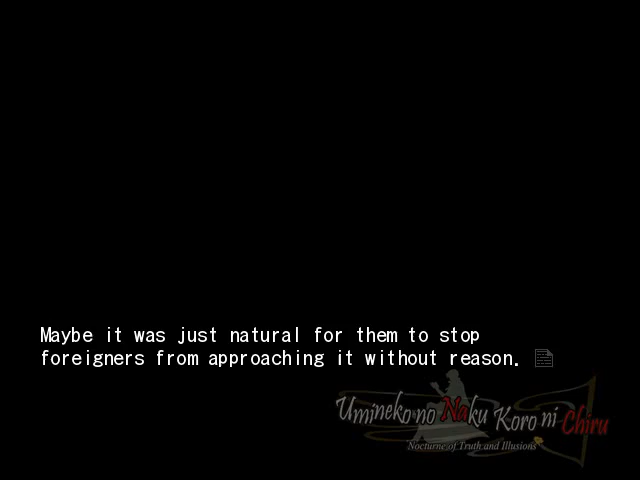 Maybe it was just natural for them to stop
foreigners from approaching it without reason.
Umineko no Naku Koro ni Chiru
Nocturne of Truth and Illusions